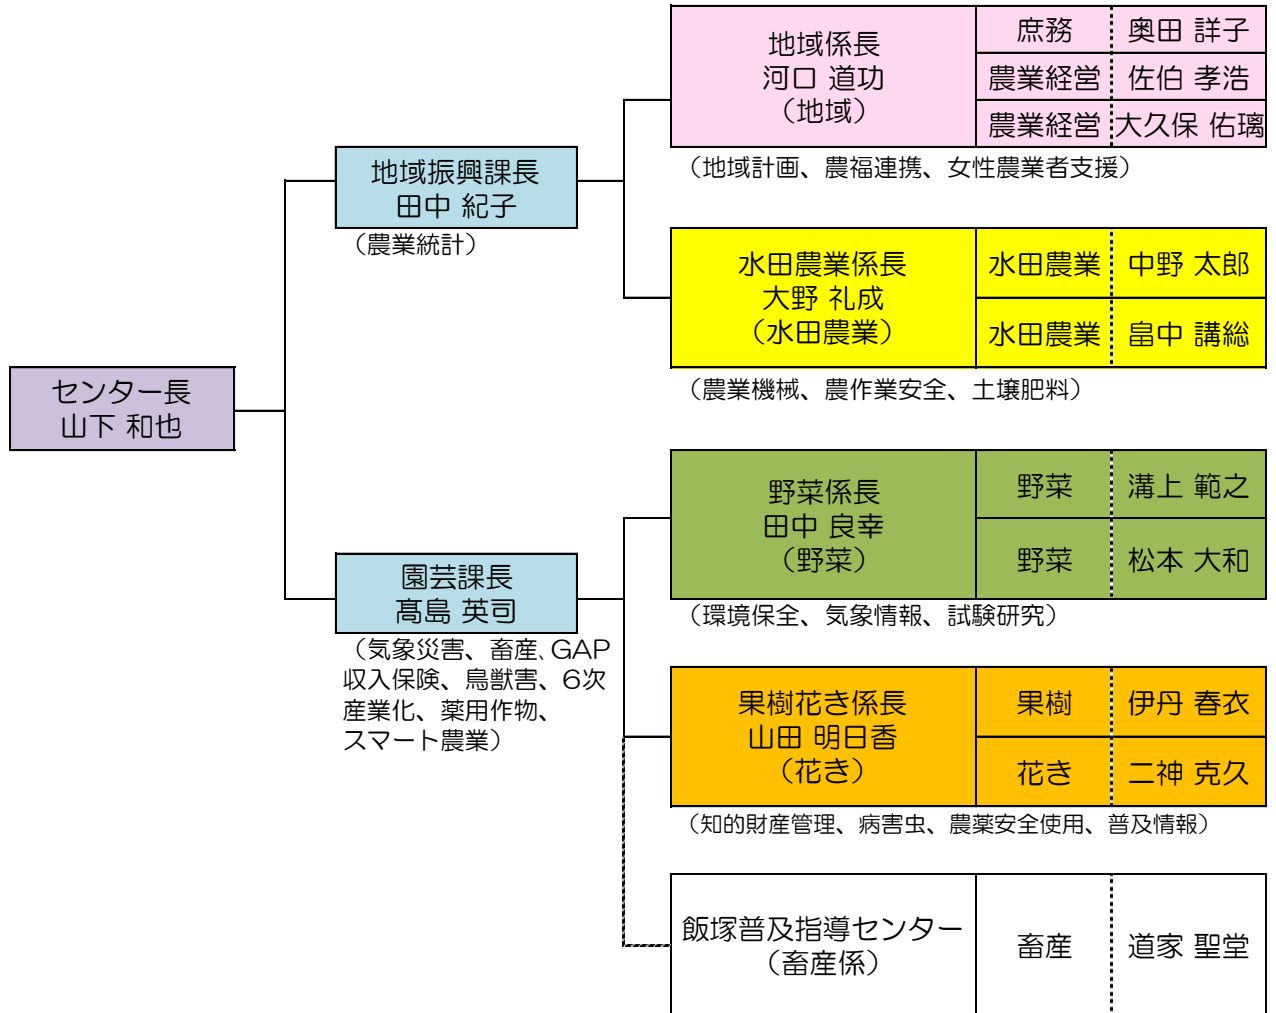 センター長
山下 和也
地域振興課長
田中 紀子
（農業統計）
園芸課長
髙島 英司
（気象災害、畜産、GAP
収入保険、鳥獣害、6次
産業化、薬用作物、
スマート農業）
地域係長
河口 道功
（地域）
庶務 奥田 詳子
農業経営 佐伯 孝浩
農業経営 大久保 佑璃
（地域計画、農福連携、女性農業者支援）
水田農業係長
大野 礼成
（水田農業）
水田農業 中野 太郎
水田農業 畠中 講総
（農業機械、農作業安全、土壌肥料）
野菜係長
田中 良幸
（野菜）
野菜 溝上 範之
野菜 松本 大和
（環境保全、気象情報、試験研究）
果樹花き係長
山田 明日香
（花き）
果樹 伊丹 春衣
花き 二神 克久
（知的財産管理、病害虫、農薬安全使用、普及情報）
飯塚普及指導センター
（畜産係）
畜産 道家 聖堂